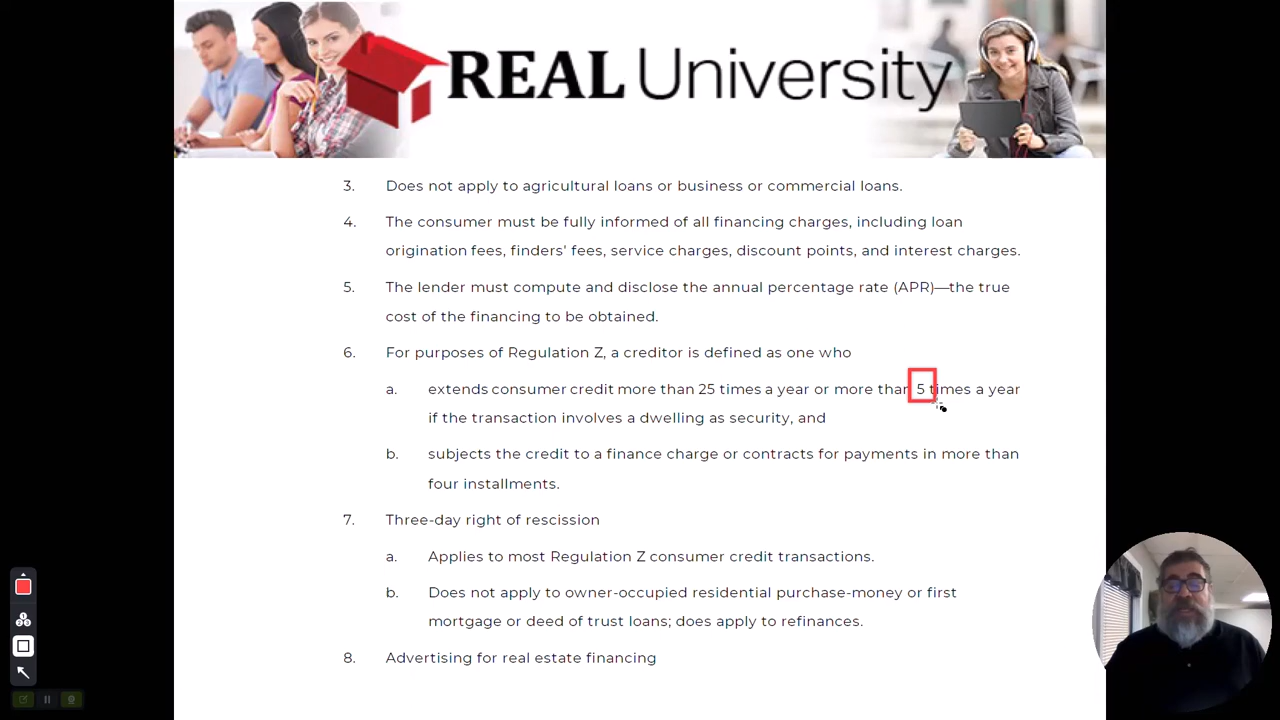 REAL University
3. Does not apply to agricultural loans or business or commercial loans.
4. The consumer must be fully informed of all financing charges, including loan
origination fees, finders' fees, service charges, discount points, and interest charges.
5. The lender must compute and disclose the annual percentage rate (APR)—the true
cost of the financing to be obtained.
6. For purposes of Regulation Z, a creditor is defined as one who
a. extends consumer credit more than 25 times a year or more than 5 times a year
if the transaction involves a dwelling as security, and
b. subjects the credit to a finance charge or contracts for payments in more than
four installments.
7. Three-day right of rescission
a. Applies to most Regulation Z consumer credit transactions.
b. Does not apply to owner-occupied residential purchase-money or first
mortgage or deed of trust loans; does apply to refinances.
8. Advertising for real estate financing